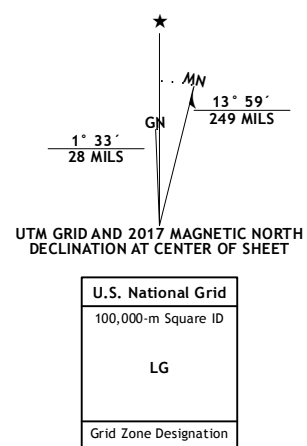 ★
MN
GN
13° 59´
249 MILS
1° 33´
28 MILS
UTM GRID AND 2017 MAGNETIC NORTH
DECLINATION AT CENTER OF SHEET
U.S. National Grid
100,000-m Square ID
LG
Grid Zone Designation